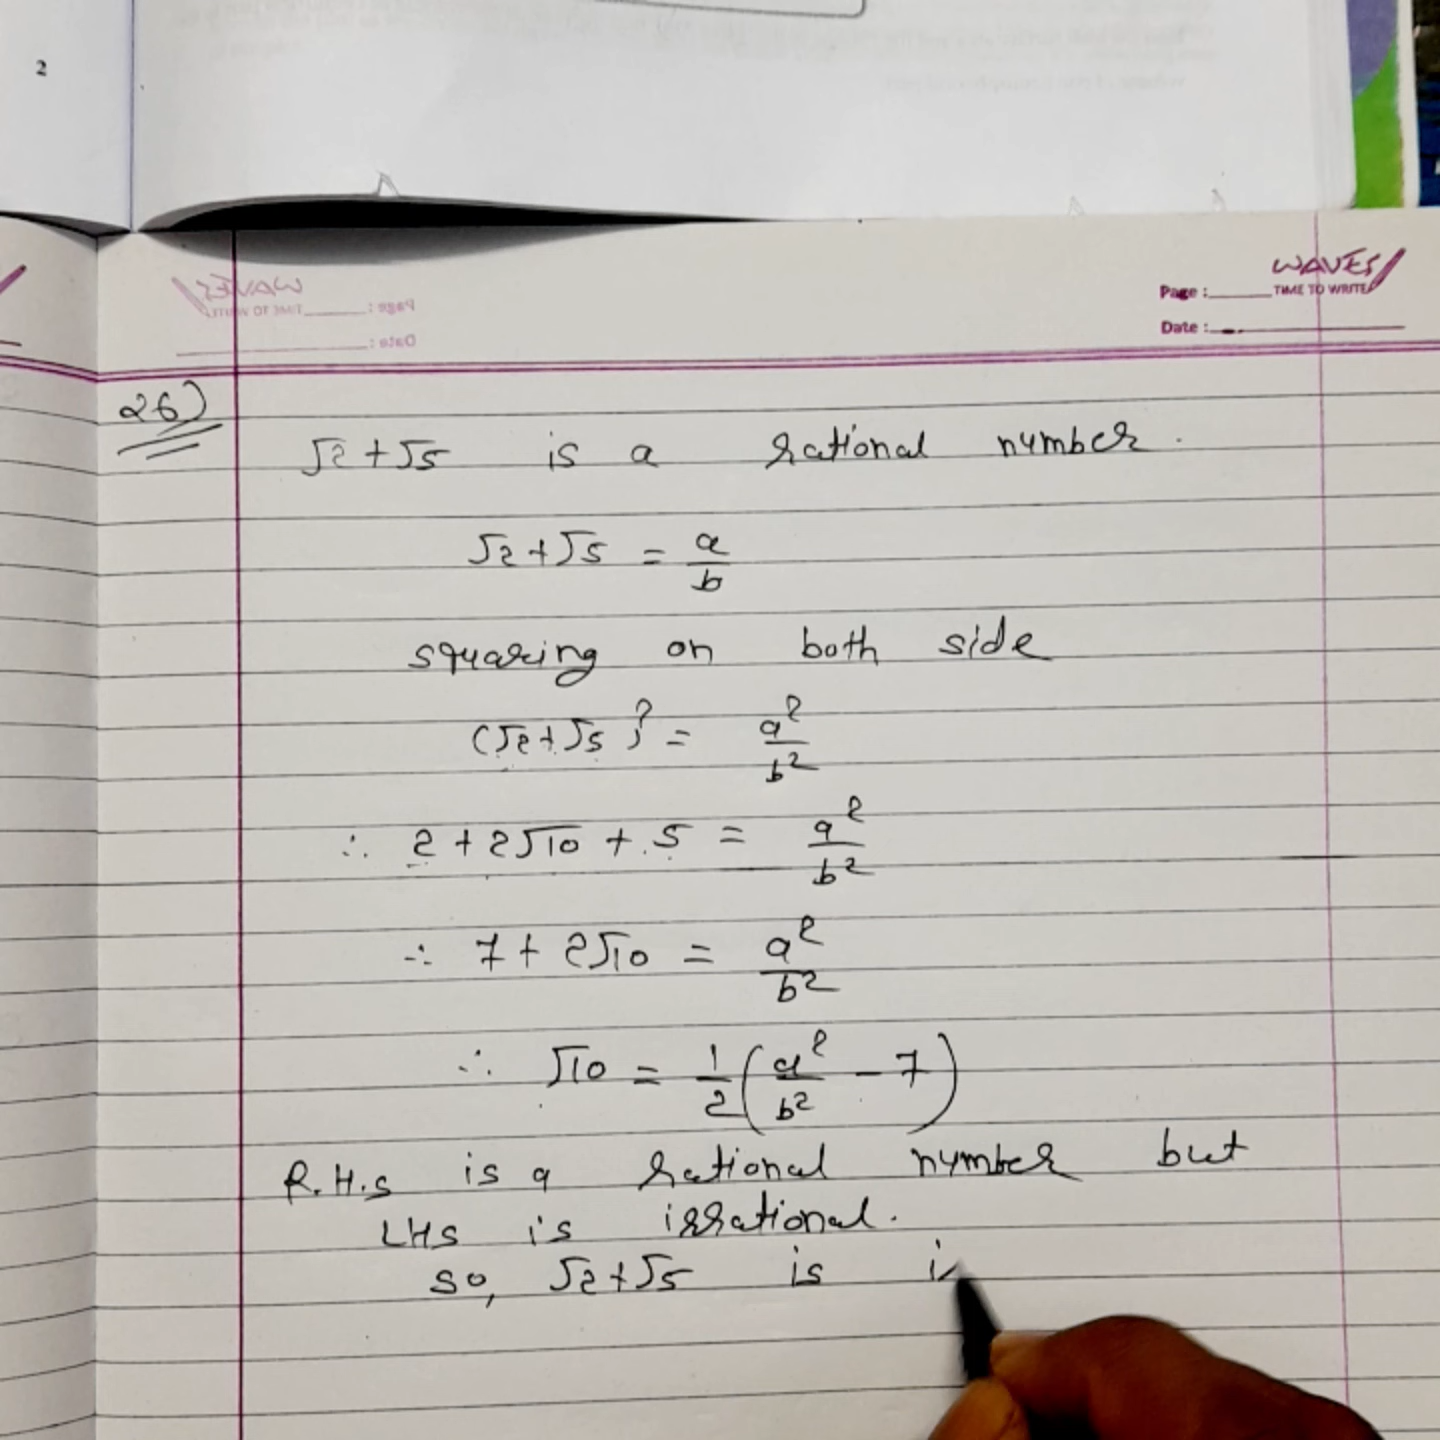 2
WAVES
Page : TIME TO WRITE
Date :
26)
√2+√5 is a rational number.
√2+√5 = a/b
squaring on both side
(√2+√5)² = a²/b²
∴ 2+2√10+5 = a²/b²
∴ 7+2√10 = a²/b²
∴ √10 = 1/2(a²/b² - 7)
R.H.S is a rational number but
LHS is irrational.
so, √2+√5 is